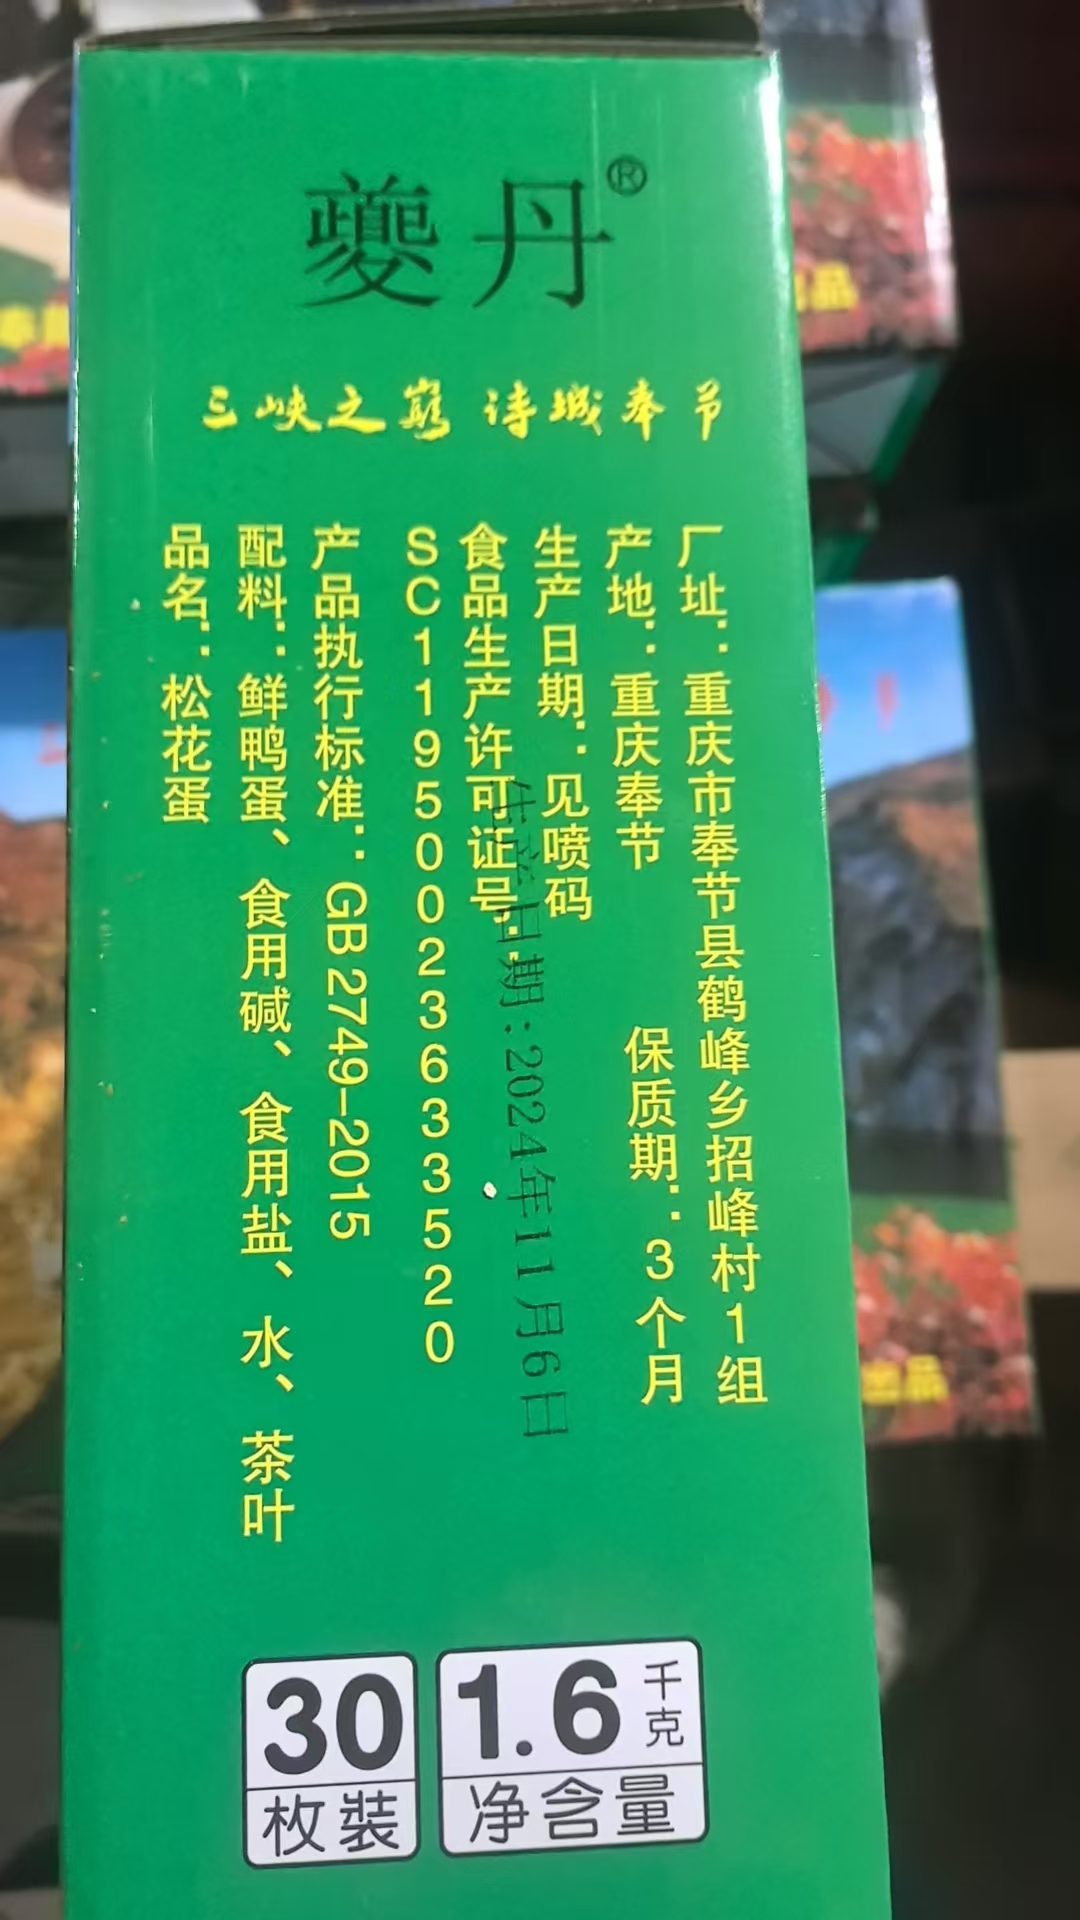 夔丹®
三峡之巅 诗城奉节
厂址：重庆市奉节县鹤峰乡招峰村1组
产地：重庆奉节 保质期：3个月
生产日期：见喷码
食品生产许可证号：
SC11950023633520
产品执行标准：GB 2749-2015
配料：鲜鸭蛋、食用碱、食用盐、水、茶叶
品名：松花蛋
生产日期:2024年11月6日
30
枚装
1.6千克
净含量
品
出品